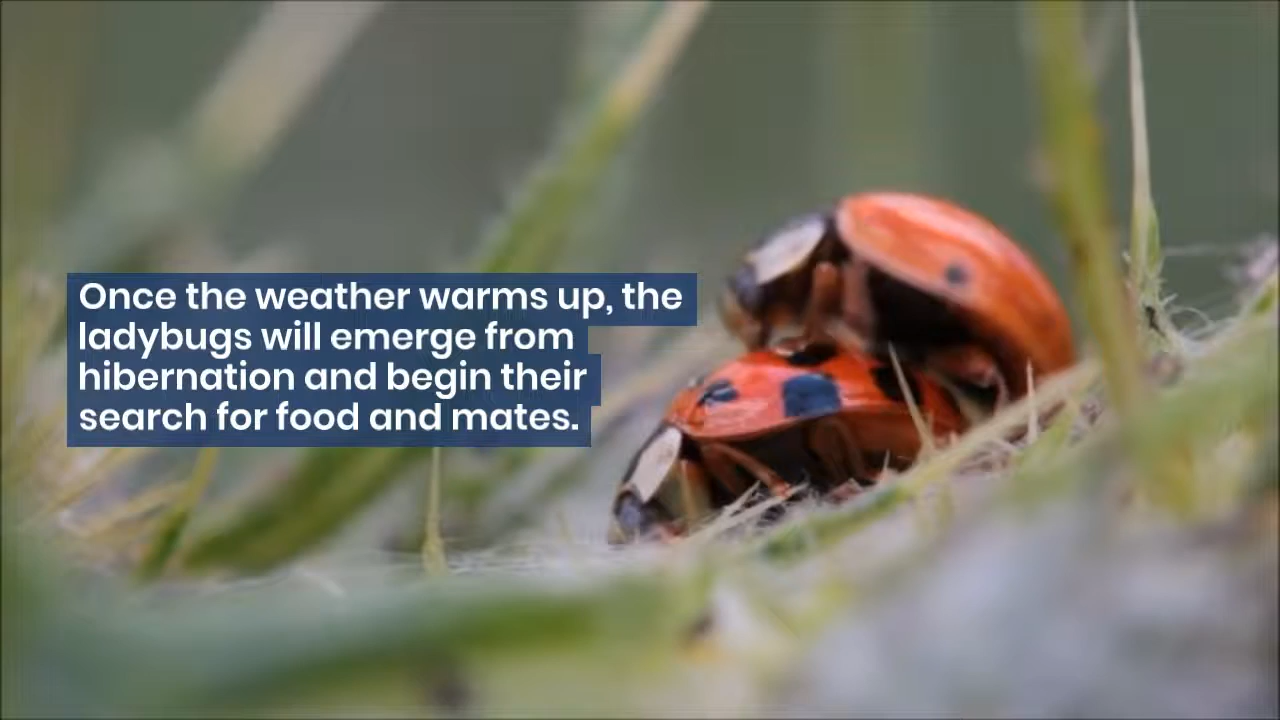 Once the weather warms up, the
ladybugs will emerge from
hibernation and begin their
search for food and mates.